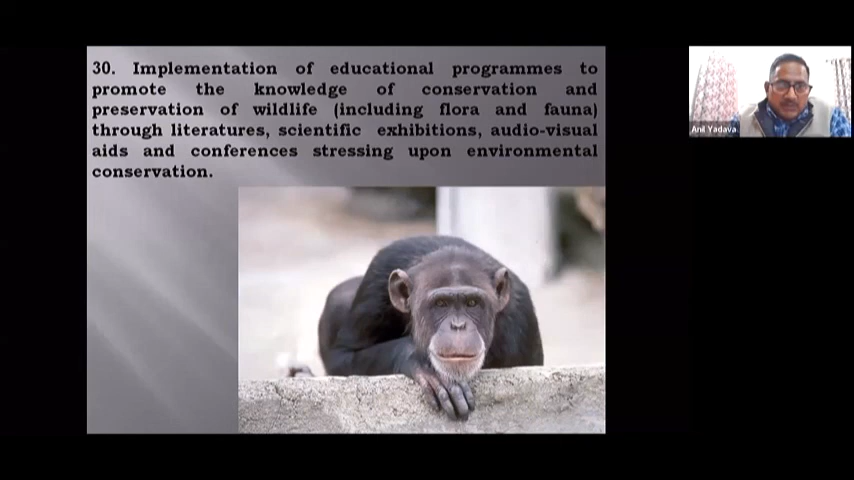 30. Implementation of educational programmes to
promote the knowledge of conservation and
preservation of wildlife (including flora and fauna)
through literatures, scientific exhibitions, audio-visual
aids and conferences stressing upon environmental
conservation.
Anil Yadava